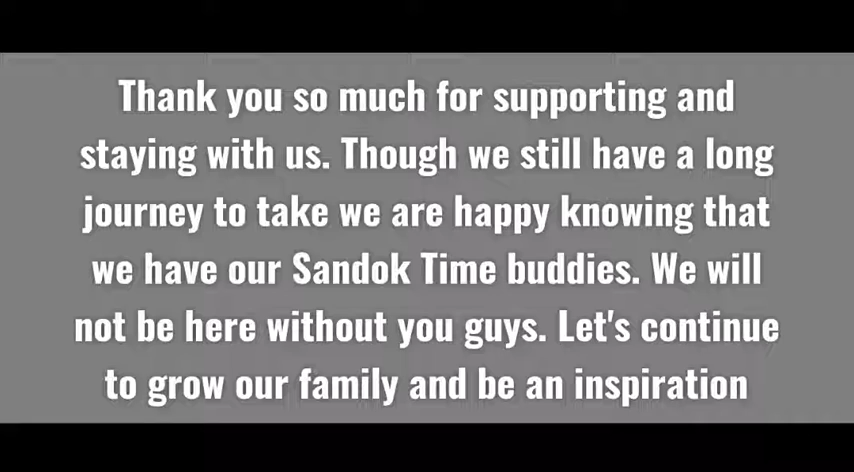 Thank you so much for supporting and
staying with us. Though we still have a long
journey to take we are happy knowing that
we have our Sandok Time buddies. We will
not be here without you guys. Let's continue
to grow our family and be an inspiration